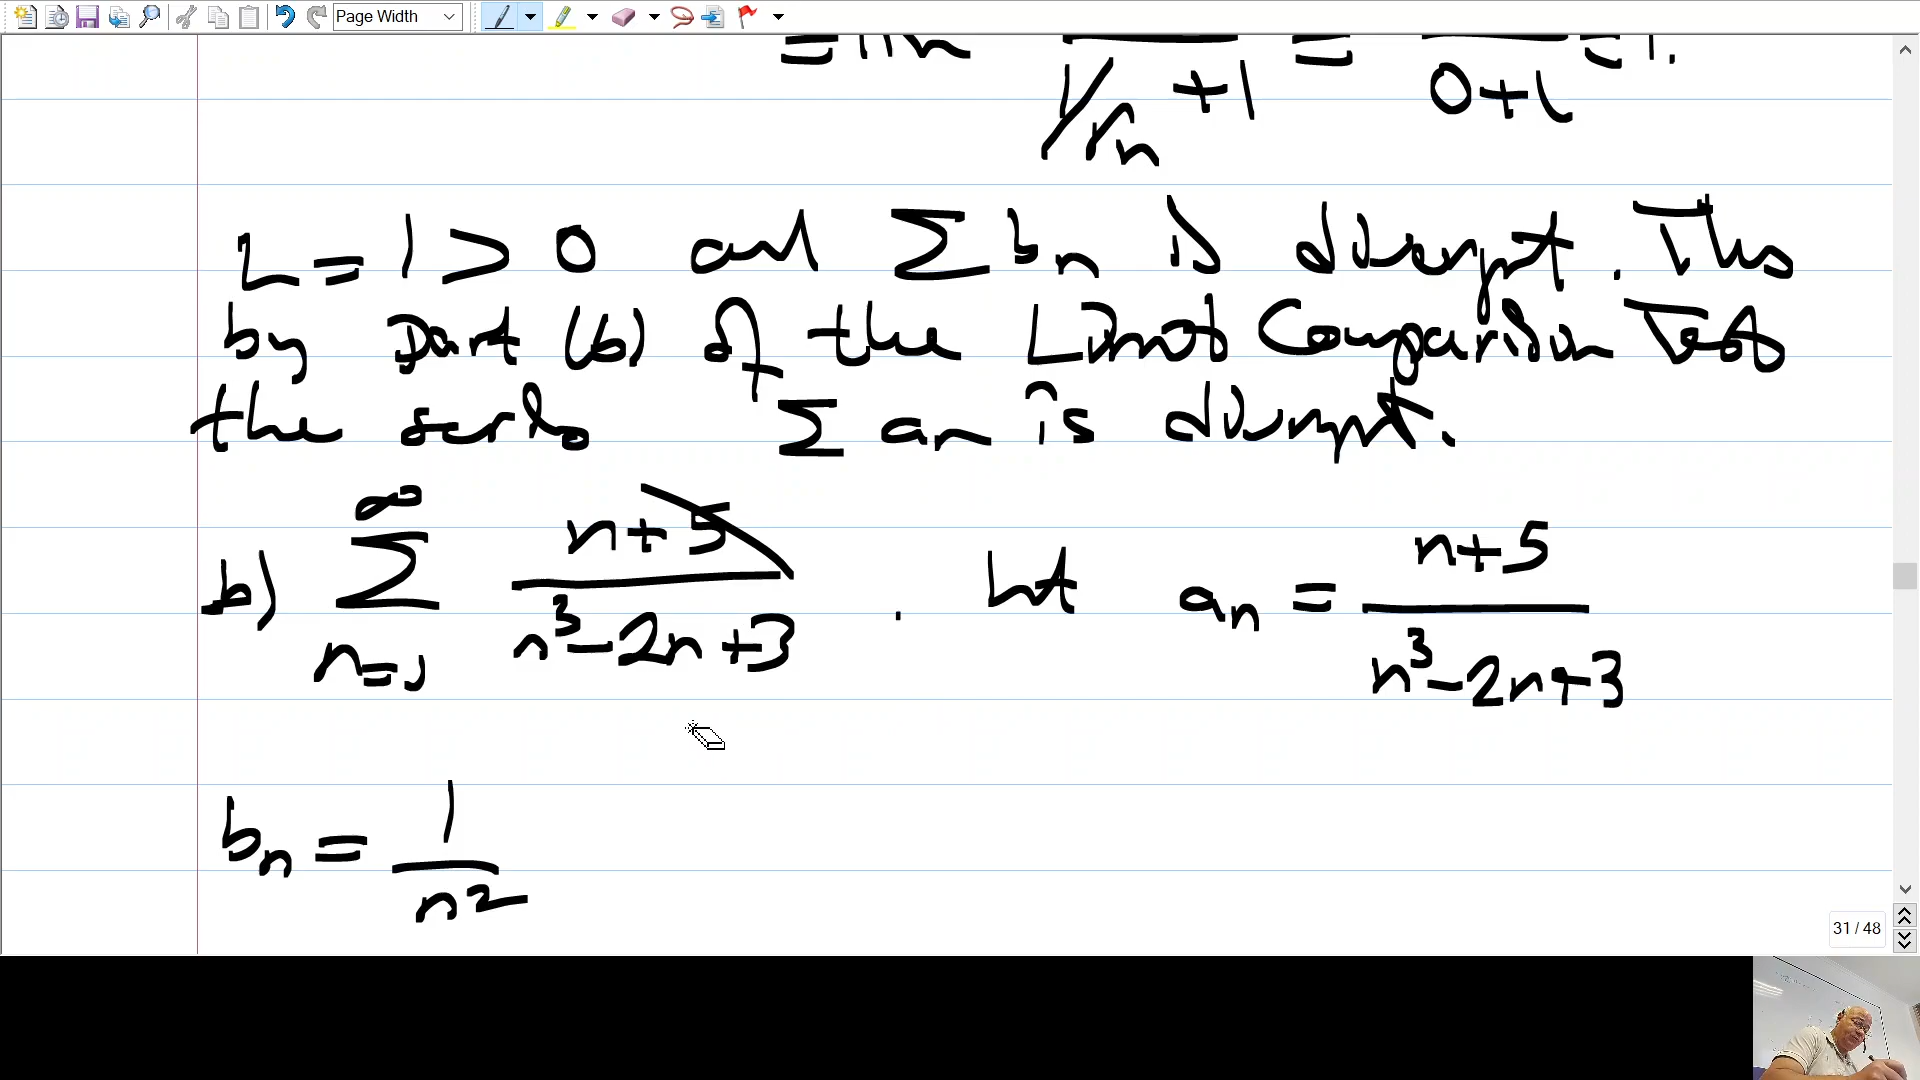 Page Width
=lim 1/√n +1 = 0+1 =1.
L = 1 > 0 and Σ bn is divergent. Thus
by Part (b) of the Limit Comparison Test
the series Σ an is divergent.
b) ∞ Σ n=1 n+5 / n³-2n+3 . Let an = n+5 / n³-2n+3
bn = 1 / n²
31 / 48